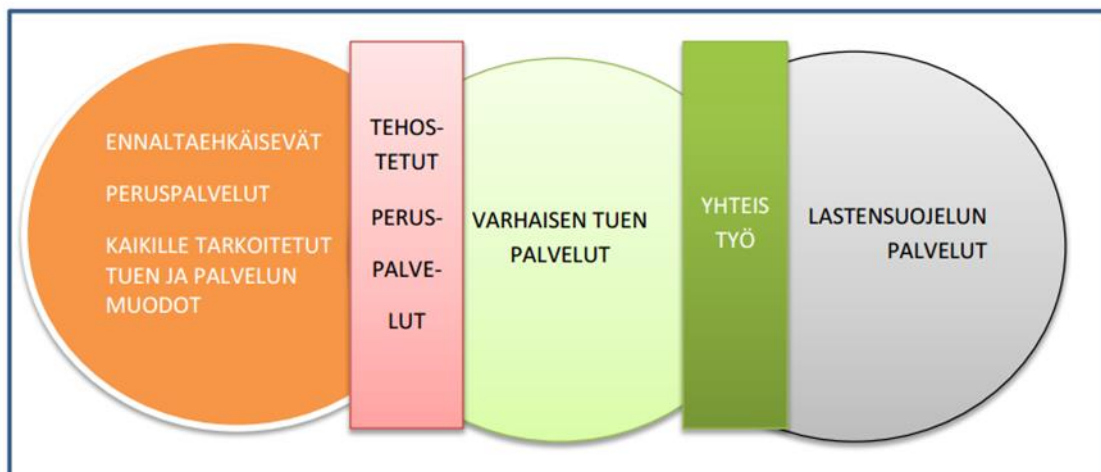 ENNALTAEHKÄISEVÄT
PERUSPALVELUT
KAIKILLE TARKOITETUT
TUEN JA PALVELUN
MUODOT
TEHOS-
TETUT
PERUS-
PALVE-
LUT
VARHAISEN TUEN
PALVELUT
YHTEIS
TYÖ
LASTENSUOJELUN
PALVELUT